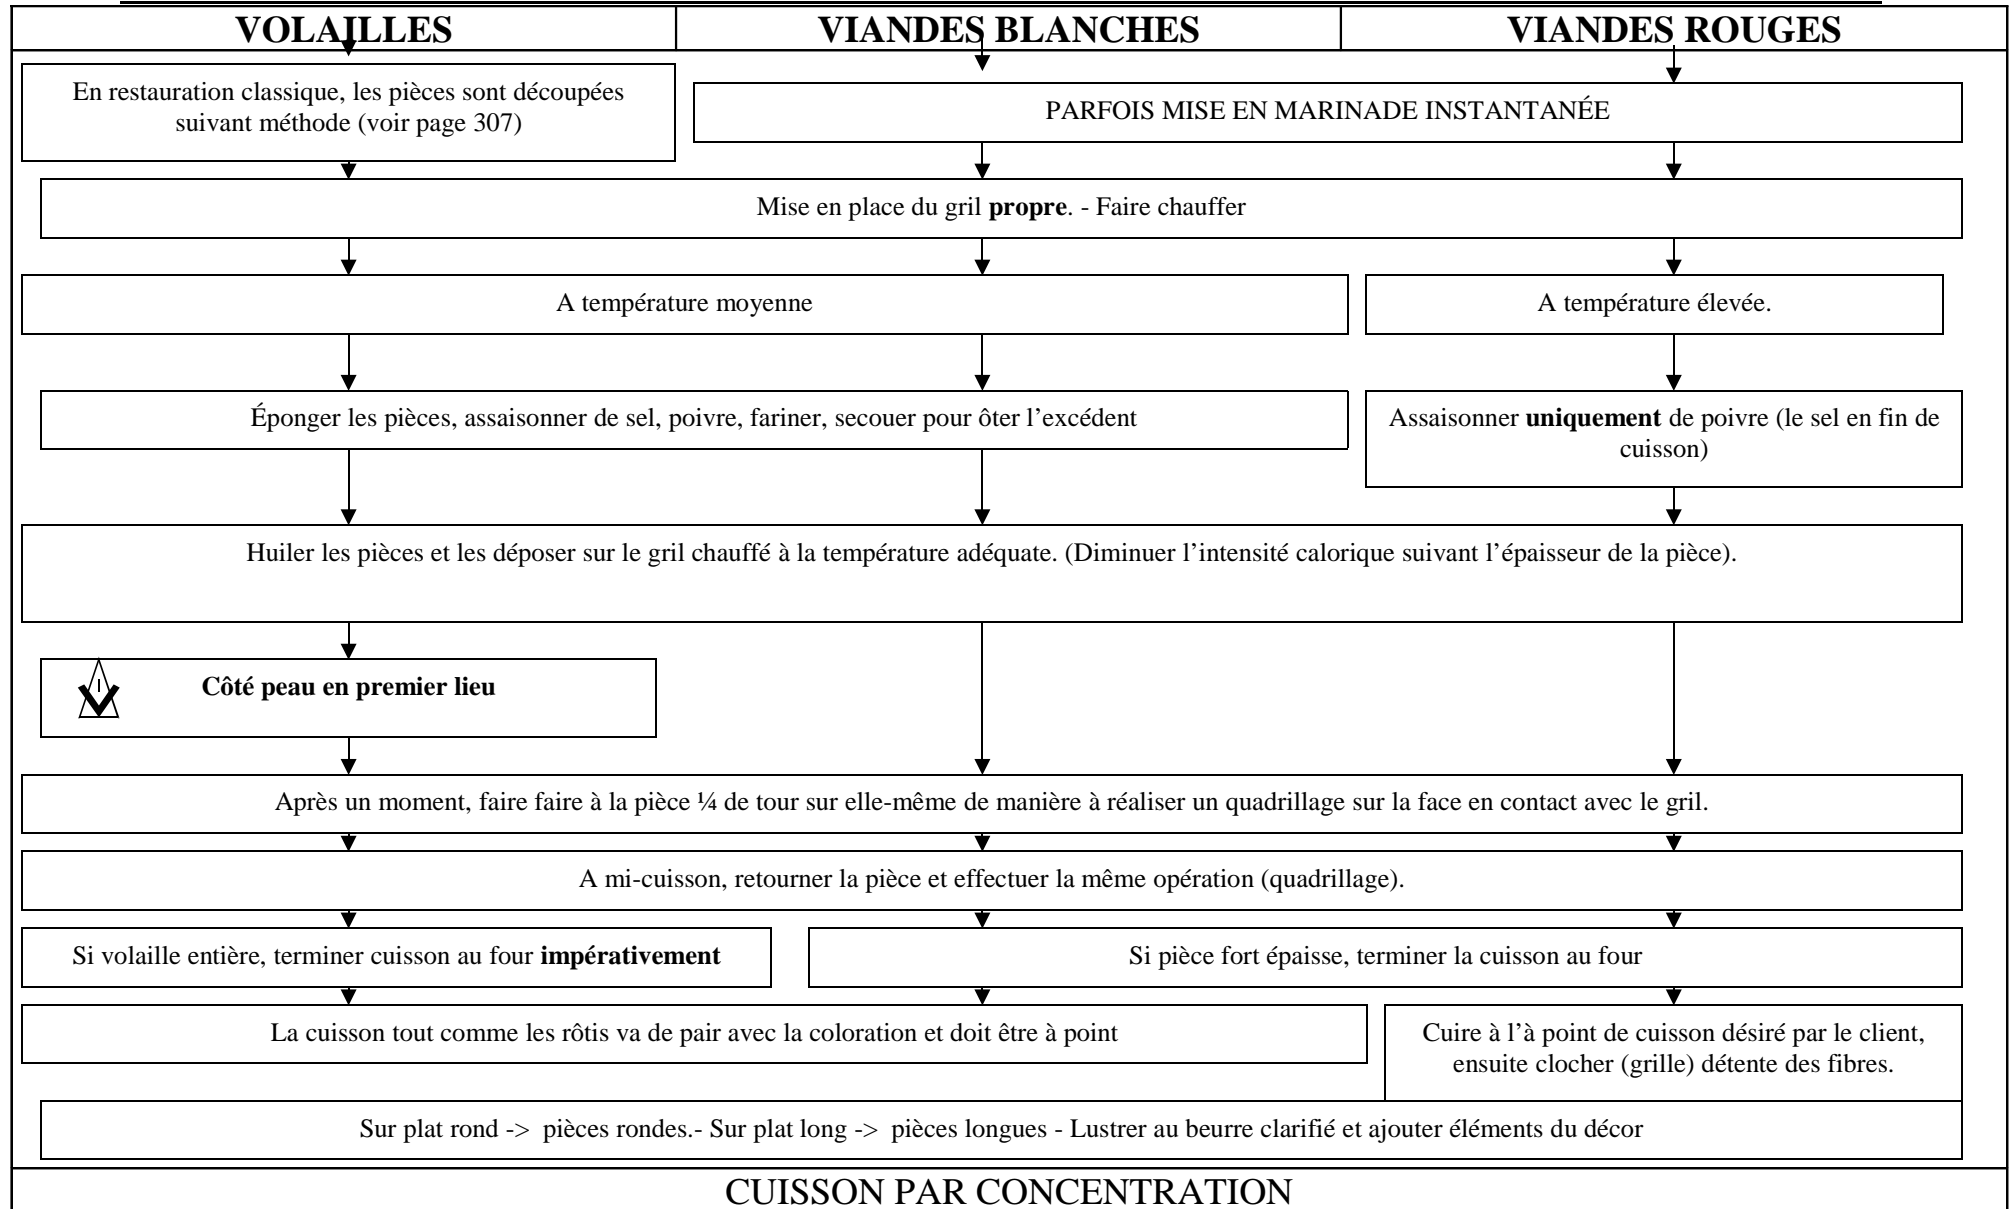 VOLAILLES
VIANDES BLANCHES
VIANDES ROUGES
En restauration classique, les pièces sont découpées
suivant méthode (voir page 307)
PARFOIS MISE EN MARINADE INSTANTANÉE
Mise en place du gril propre. - Faire chauffer
A température moyenne
A température élevée.
Éponger les pièces, assaisonner de sel, poivre, fariner, secouer pour ôter l’excédent
Assaisonner uniquement de poivre (le sel en fin de
cuisson)
Huiler les pièces et les déposer sur le gril chauffé à la température adéquate. (Diminuer l’intensité calorique suivant l’épaisseur de la pièce).
Côté peau en premier lieu
Après un moment, faire faire à la pièce ¼ de tour sur elle-même de manière à réaliser un quadrillage sur la face en contact avec le gril.
A mi-cuisson, retourner la pièce et effectuer la même opération (quadrillage).
Si volaille entière, terminer cuisson au four impérativement
Si pièce fort épaisse, terminer la cuisson au four
La cuisson tout comme les rôtis va de pair avec la coloration et doit être à point
Cuire à l’à point de cuisson désiré par le client,
ensuite clocher (grille) détente des fibres.
Sur plat rond -> pièces rondes.- Sur plat long -> pièces longues - Lustrer au beurre clarifié et ajouter éléments du décor
CUISSON PAR CONCENTRATION